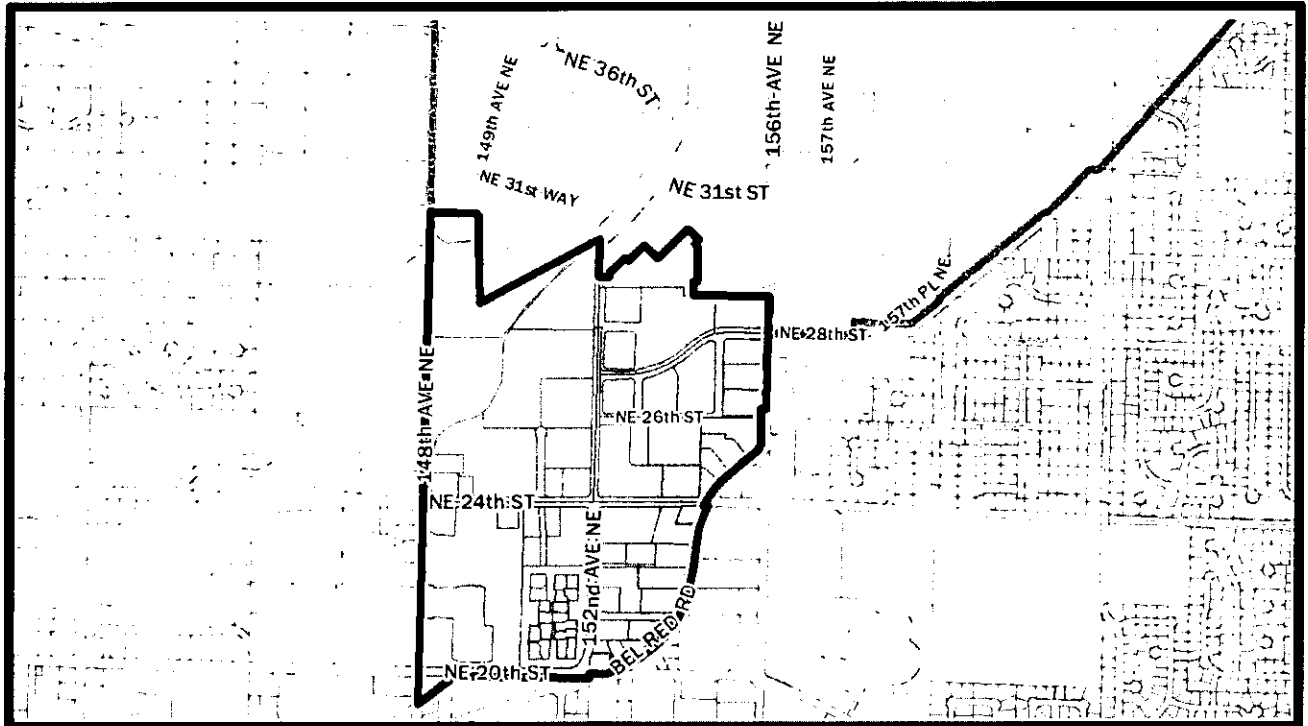 NE 36th ST
156th AVE NE
149th AVE NE
157th AVE NE
NE 31st WAY
NE 31st ST
157th PL NE
NE 28th ST
148th AVE NE
NE 26th ST
NE 24th ST
152nd AVE NE
BEL RED RD
NE 20th ST